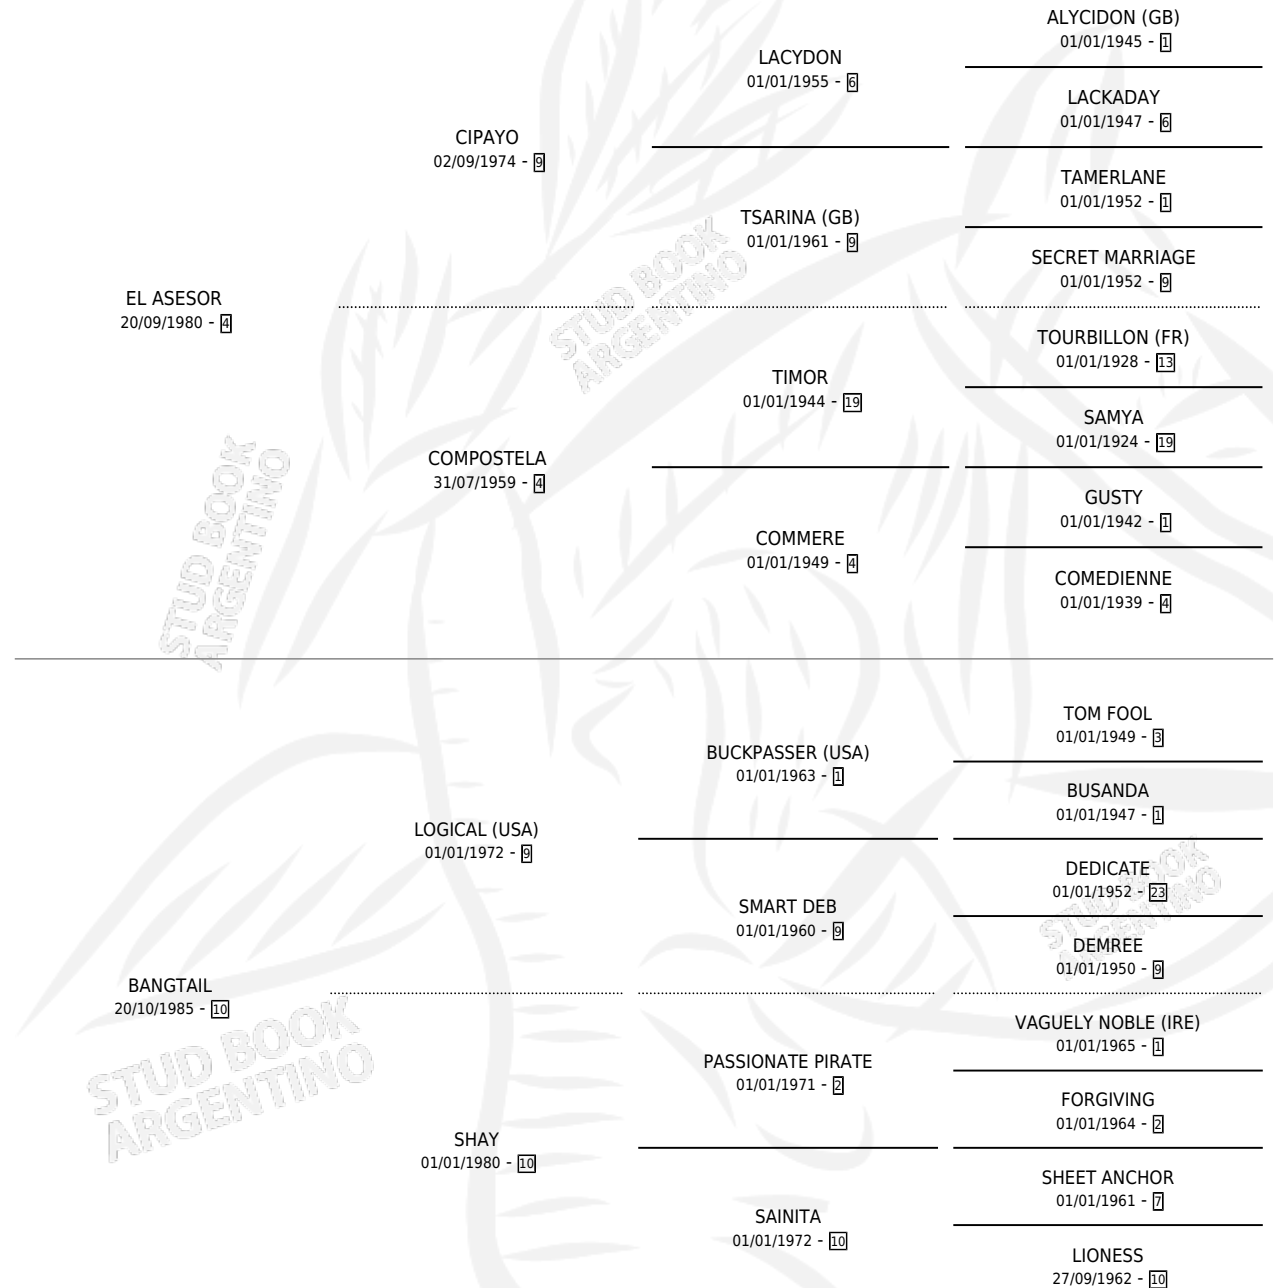 ALYCIDON (GB)
01/01/1945 - 1
LACYDON
01/01/1955 - 6
LACKADAY
01/01/1947 - 6
CIPAYO
02/09/1974 - 9
TAMERLANE
01/01/1952 - 1
TSARINA (GB)
01/01/1961 - 9
SECRET MARRIAGE
01/01/1952 - 9
EL ASESOR
20/09/1980 - 4
TOURBILLON (FR)
01/01/1928 - 13
TIMOR
01/01/1944 - 19
SAMYA
01/01/1924 - 19
COMPOSTELA
31/07/1959 - 4
GUSTY
01/01/1942 - 1
COMMERE
01/01/1949 - 4
COMEDIENNE
01/01/1939 - 4
TOM FOOL
01/01/1949 - 3
BUCKPASSER (USA)
01/01/1963 - 1
BUSANDA
01/01/1947 - 1
LOGICAL (USA)
01/01/1972 - 9
DEDICATE
01/01/1952 - 23
SMART DEB
01/01/1960 - 9
DEMREE
01/01/1950 - 9
BANGTAIL
20/10/1985 - 10
VAGUELY NOBLE (IRE)
01/01/1965 - 1
PASSIONATE PIRATE
01/01/1971 - 2
FORGIVING
01/01/1964 - 2
SHAY
01/01/1980 - 10
SHEET ANCHOR
01/01/1961 - 7
SAINITA
01/01/1972 - 10
LIONESS
27/09/1962 - 10
STUD BOOK
ARGENTINO
STUD BOOK
ARGENTINO
STUD BOOK
ARGENTINO
STUD BOOK
ARGENTINO